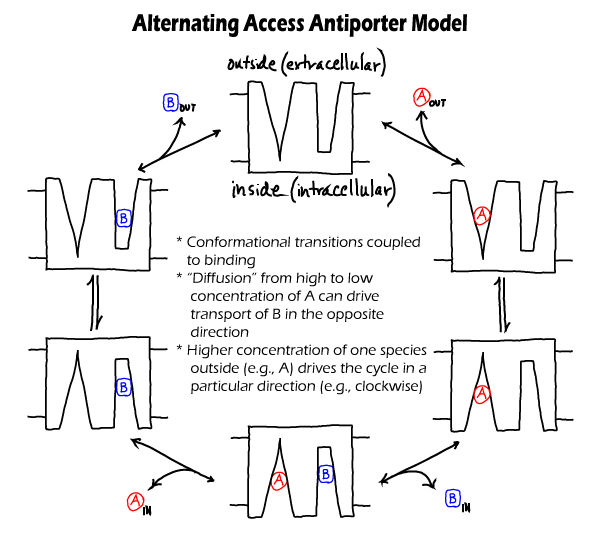 Alternating Access Antiporter Model
outside (extracellular)
B OUT
A OUT
inside (intracellular)
B
A
* Conformational transitions coupled
to binding
* "Diffusion" from high to low
concentration of A can drive
transport of B in the opposite
direction
* Higher concentration of one species
outside (e.g., A) drives the cycle in a
particular direction (e.g., clockwise)
B
A
A
B
A IN
B IN